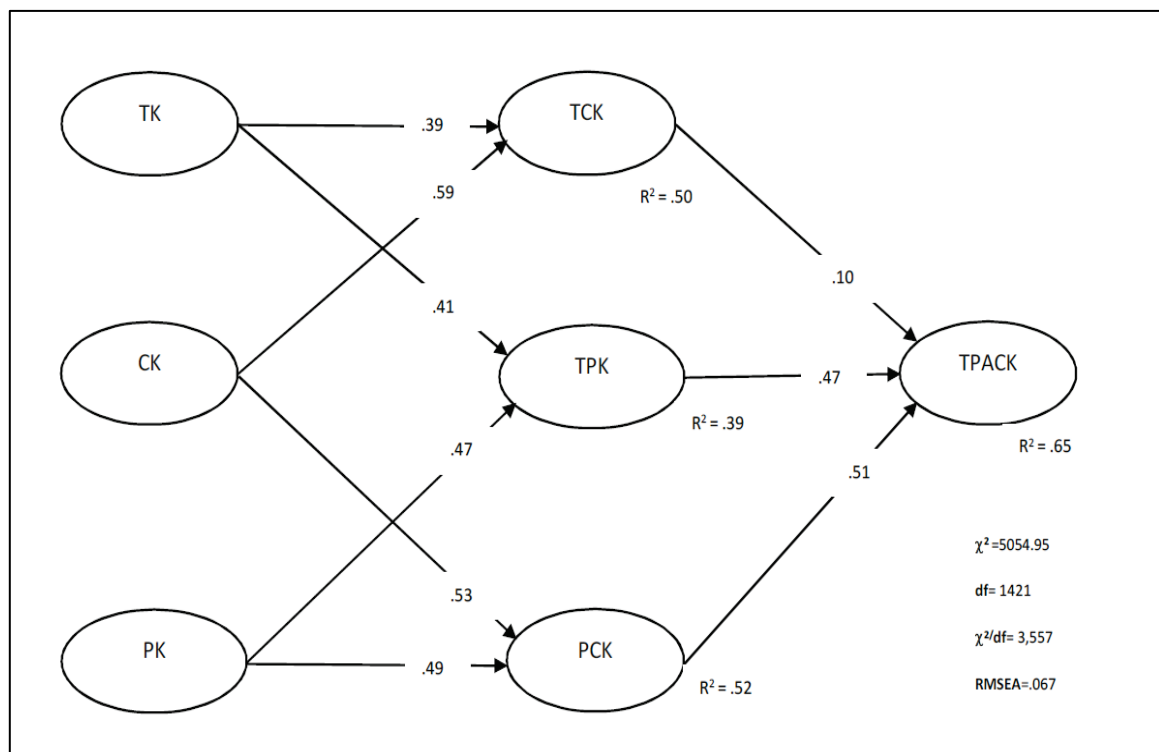 TK
TCK
.39
.59
R² = .50
.10
.41
CK
TPK
TPACK
.47
R² = .39
.47
R² = .65
.51
χ² =5054.95
.53
df= 1421
PK
PCK
χ²/df= 3,557
.49
R² = .52
RMSEA=.067